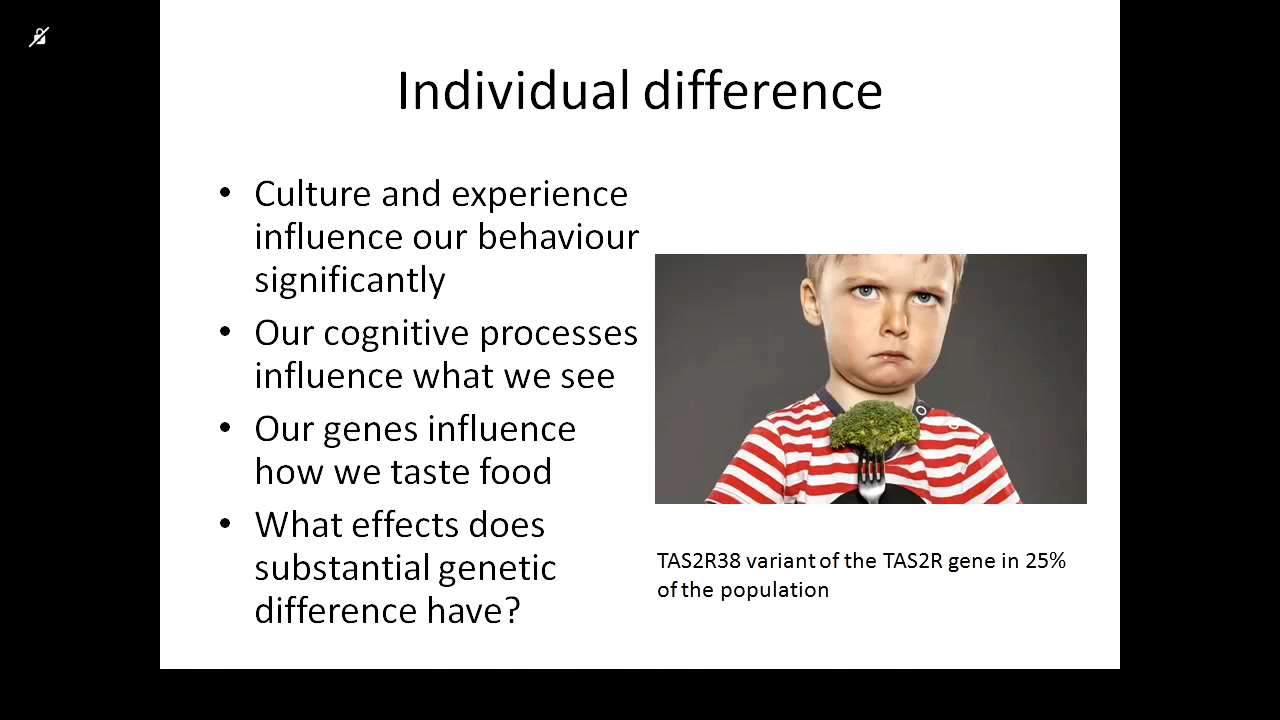 Individual difference
• Culture and experience
influence our behaviour
significantly
• Our cognitive processes
influence what we see
• Our genes influence
how we taste food
• What effects does
substantial genetic
difference have?
TAS2R38 variant of the TAS2R gene in 25%
of the population